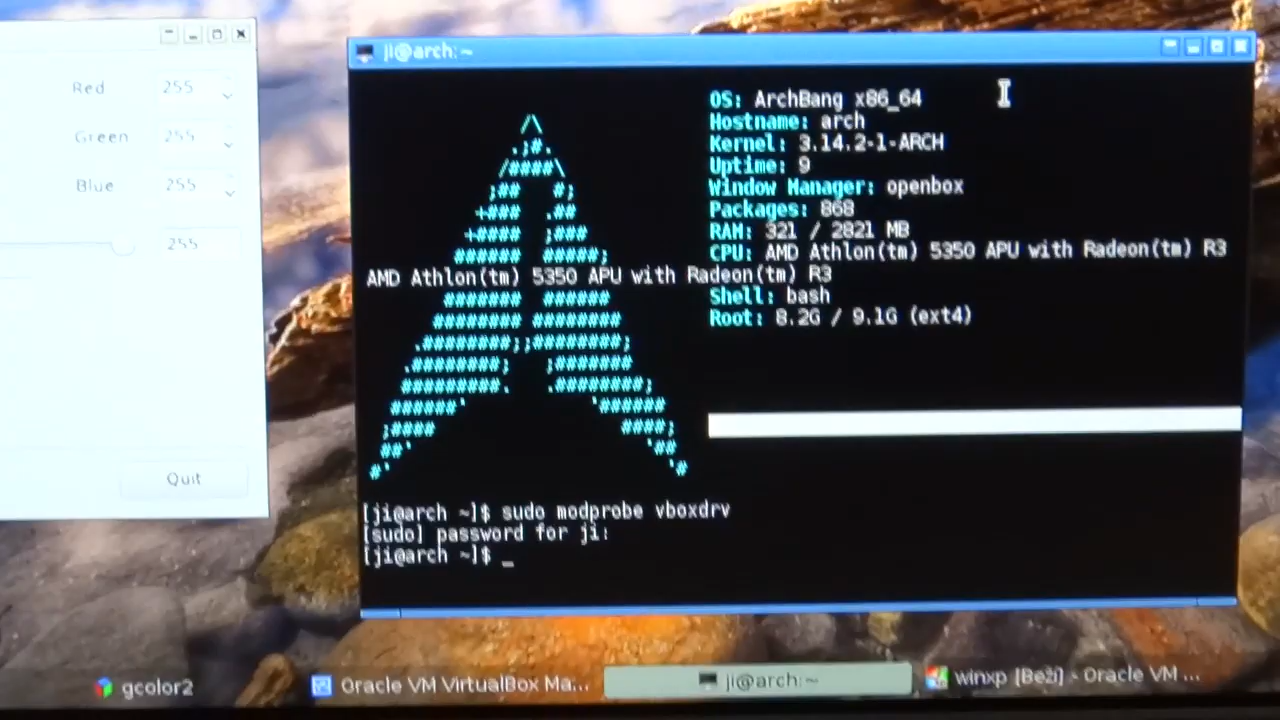 Red 255
Green 255
Blue 255
255
Quit
ji@arch:~
OS: ArchBang x86_64
Hostname: arch
Kernel: 3.14.2-1-ARCH
Uptime: 9
Window Manager: openbox
Packages: 868
RAM: 321 / 2821 MB
CPU: AMD Athlon(tm) 5350 APU with Radeon(tm) R3
AMD Athlon(tm) 5350 APU with Radeon(tm) R3
Shell: bash
Root: 8.2G / 9.1G (ext4)
[ji@arch ~]$ sudo modprobe vboxdrv
[sudo] password for ji:
[ji@arch ~]$ _
gcolor2
Oracle VM VirtualBox Ma...
ji@arch:~
winxp [Beží] - Oracle VM ...